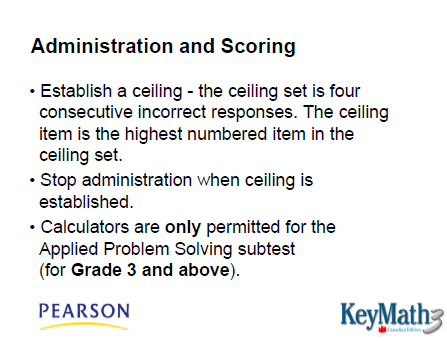 Administration and Scoring
• Establish a ceiling - the ceiling set is four
consecutive incorrect responses. The ceiling
item is the highest numbered item in the
ceiling set.
• Stop administration when ceiling is
established.
• Calculators are only permitted for the
Applied Problem Solving subtest
(for Grade 3 and above).
PEARSON
KeyMath3
Canadian Edition